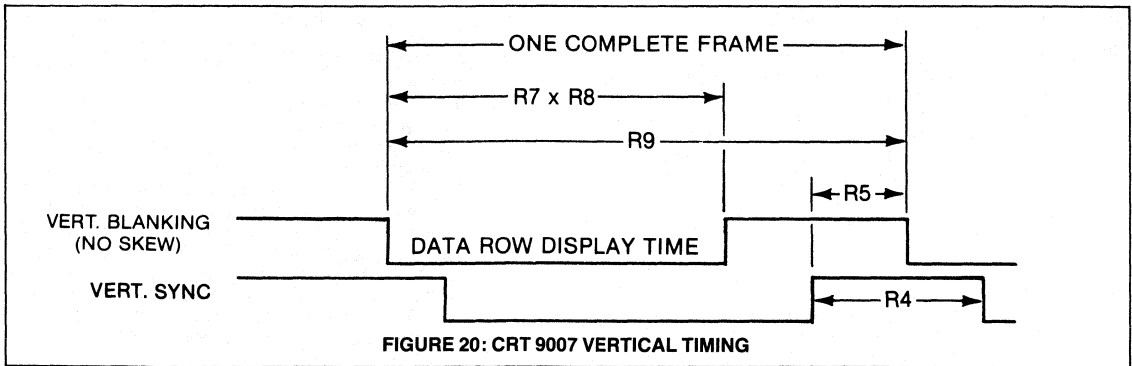 ONE COMPLETE FRAME
R7 x R8
R9
R5
VERT. BLANKING
(NO SKEW)
DATA ROW DISPLAY TIME
VERT. SYNC
R4
FIGURE 20: CRT 9007 VERTICAL TIMING